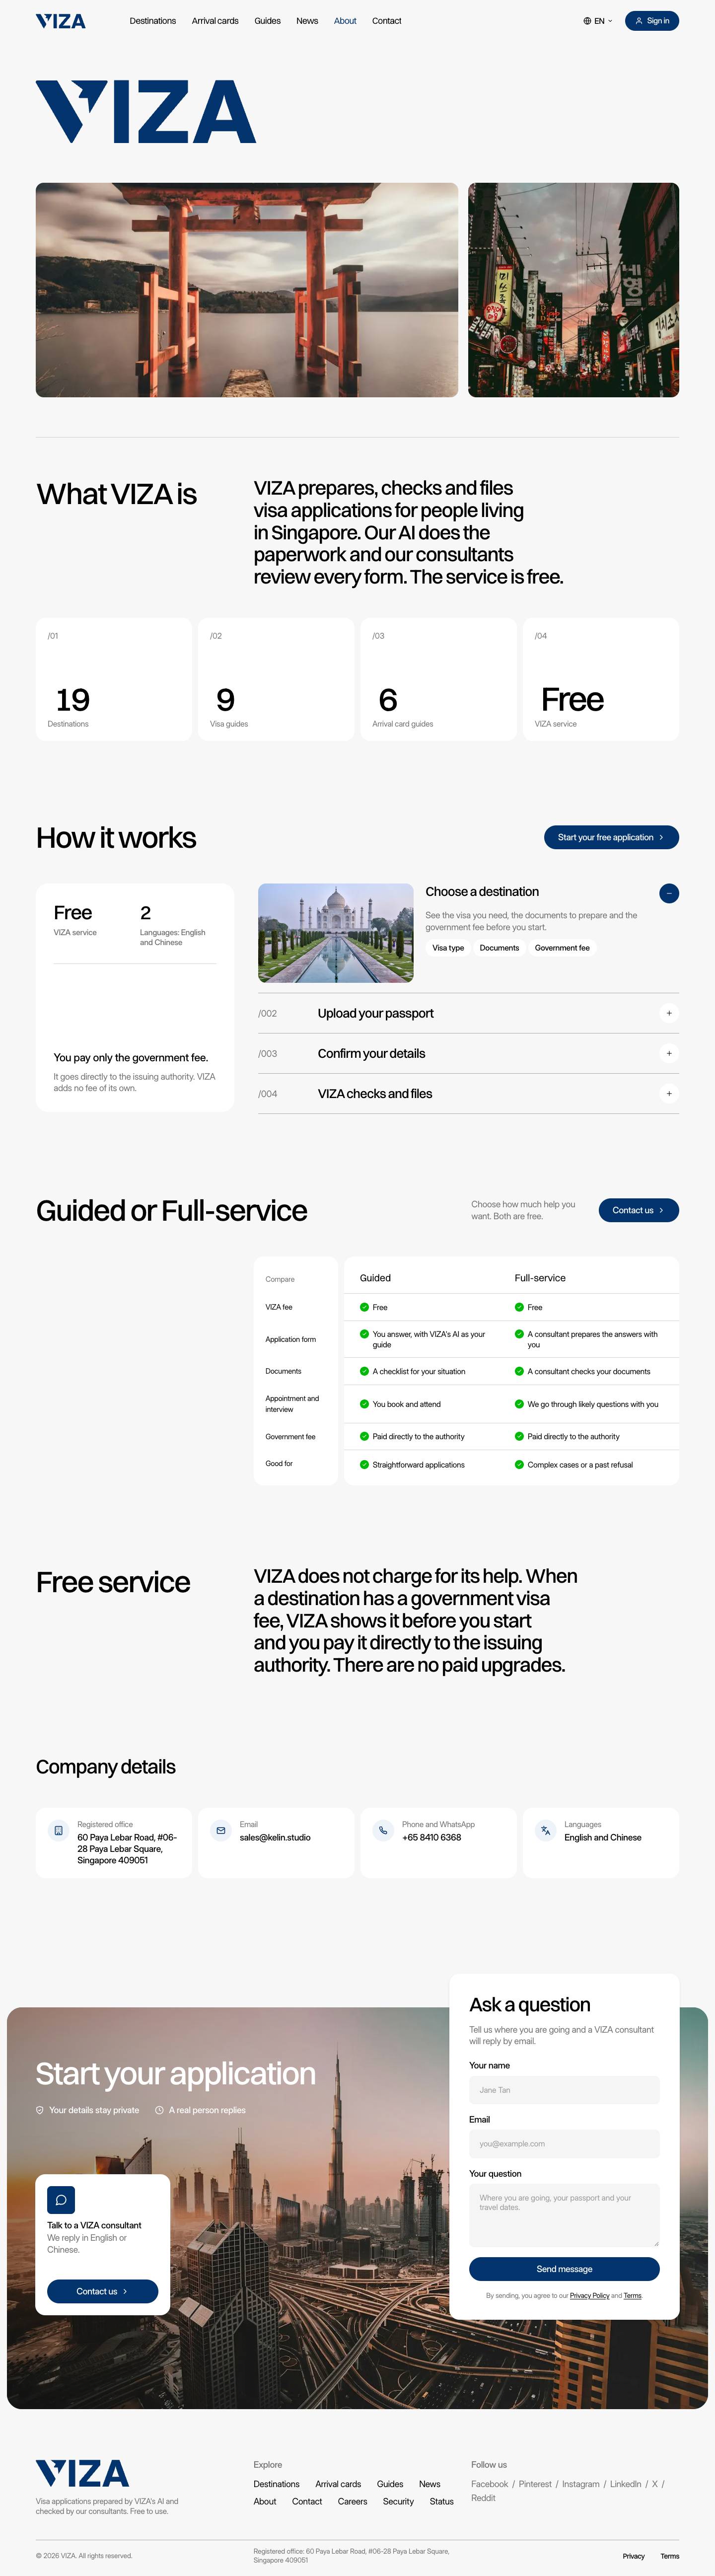 VIZA
Destinations
Arrival cards
Guides
News
About
Contact
EN
Sign in
VIZA
미쓰족
네형
What VIZA is
VIZA prepares, checks and files
visa applications for people living
in Singapore. Our AI does the
paperwork and our consultants
review every form. The service is free.
/01
19
Destinations
/02
9
Visa guides
/03
6
Arrival card guides
/04
Free
VIZA service
How it works
Start your free application
Free
VIZA service
2
Languages: English
and Chinese
You pay only the government fee.
It goes directly to the issuing authority. VIZA
adds no fee of its own.
Choose a destination
See the visa you need, the documents to prepare and the
government fee before you start.
Visa type
Documents
Government fee
/002
Upload your passport
/003
Confirm your details
/004
VIZA checks and files
Guided or Full-service
Choose how much help you
want. Both are free.
Contact us
Compare
Guided
Full-service
VIZA fee
Free
Free
Application form
You answer, with VIZA's AI as your
guide
A consultant prepares the answers with
you
Documents
A checklist for your situation
A consultant checks your documents
Appointment and
interview
You book and attend
We go through likely questions with you
Government fee
Paid directly to the authority
Paid directly to the authority
Good for
Straightforward applications
Complex cases or a past refusal
Free service
VIZA does not charge for its help. When
a destination has a government visa
fee, VIZA shows it before you start
and you pay it directly to the issuing
authority. There are no paid upgrades.
Company details
Registered office
60 Paya Lebar Road, #06-
28 Paya Lebar Square,
Singapore 409051
Email
sales@kelin.studio
Phone and WhatsApp
+65 8410 6368
Languages
English and Chinese
Start your application
Your details stay private
A real person replies
Talk to a VIZA consultant
We reply in English or
Chinese.
Contact us
Ask a question
Tell us where you are going and a VIZA consultant
will reply by email.
Your name
Jane Tan
Email
you@example.com
Your question
Where you are going, your passport and your
travel dates.
Send message
By sending, you agree to our Privacy Policy and Terms.
VIZA
Visa applications prepared by VIZA's AI and
checked by our consultants. Free to use.
Explore
Destinations
Arrival cards
Guides
News
About
Contact
Careers
Security
Status
Follow us
Facebook / Pinterest / Instagram / LinkedIn / X /
Reddit
© 2026 VIZA. All rights reserved.
Registered office: 60 Paya Lebar Road, #06-28 Paya Lebar Square,
Singapore 409051
Privacy
Terms